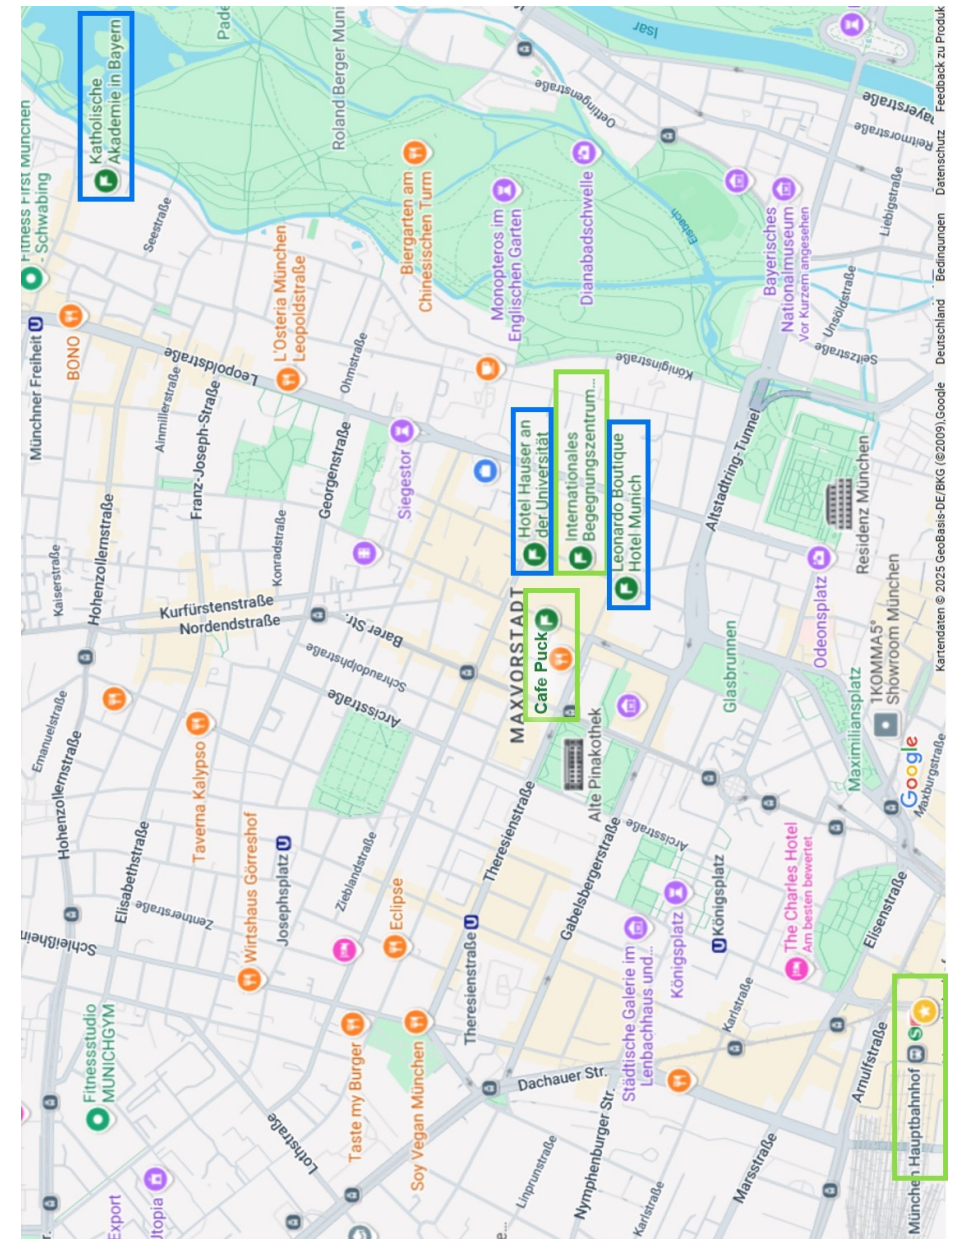 Fitness First München
- Schwabing
Katholische
Akademie in Bayern
Isar
Roland Berger Muni
Pade
Oettingenstraße
Reitmorstraße
Liebigstraße
Seestraße
Münchner Freiheit U
BONO
L'Osteria München
Leopoldstraße
Leopoldstraße
Biergarten am
Chinesischen Turm
Monopteros im
Englischen Garten
Dianabadschwelle
Eisbach
Bayerisches
Nationalmuseum
Vor Kurzem angesehen
Unsöldstraße
Seitzstraße
Königinstraße
Ohmstraße
Ainmillerstraße
Franz-Joseph-Straße
Georgenstraße
Siegestor
Hotel Hauser an
der Universität
Internationales
Begegnungszentrum...
Leonardo Boutique
Hotel Munich
Altstadtring-Tunnel
Residenz München
Kaiserstraße
Hohenzollernstraße
Konradstraße
Kurfürstenstraße
Nordendstraße
Barer Str.
Schraudolphstraße
Arcisstraße
MAXVORSTADT
Cafe Puck
Odeonsplatz
1KOMMA5°
Showroom München
Glasbrunnen
Maximiliansplatz
Alte Pinakothek
Emanuelstraße
Hohenzollernstraße
Taverna Kalypso
Elisabethstraße
Zentnerstraße
Wirtshaus Görreshof
Josephsplatz U
Zieblandstraße
Eclipse
Theresienstraße
Theresienstraße U
Gabelsbergerstraße
Arcisstraße
U Königsplatz
Königsplatz
Städtische Galerie im
Lenbachhaus und...
The Charles Hotel
Am besten bewertet
Elisenstraße
Maxburgstraße
Google
Schleißheim
Fitnessstudio
MUNICHGYM
Taste my Burger
Soy Vegan München
Lothstraße
Dachauer Str.
Karlstraße
Nymphenburger Str.
Linprunstraße
Karlstraße
Marsstraße
Arnulfstraße
München Hauptbahnhof
S
Export
Utopia
Kartendaten © 2025 GeoBasis-DE/BKG (©2009),Google
Deutschland
Bedingungen
Datenschutz
Feedback zu Produk